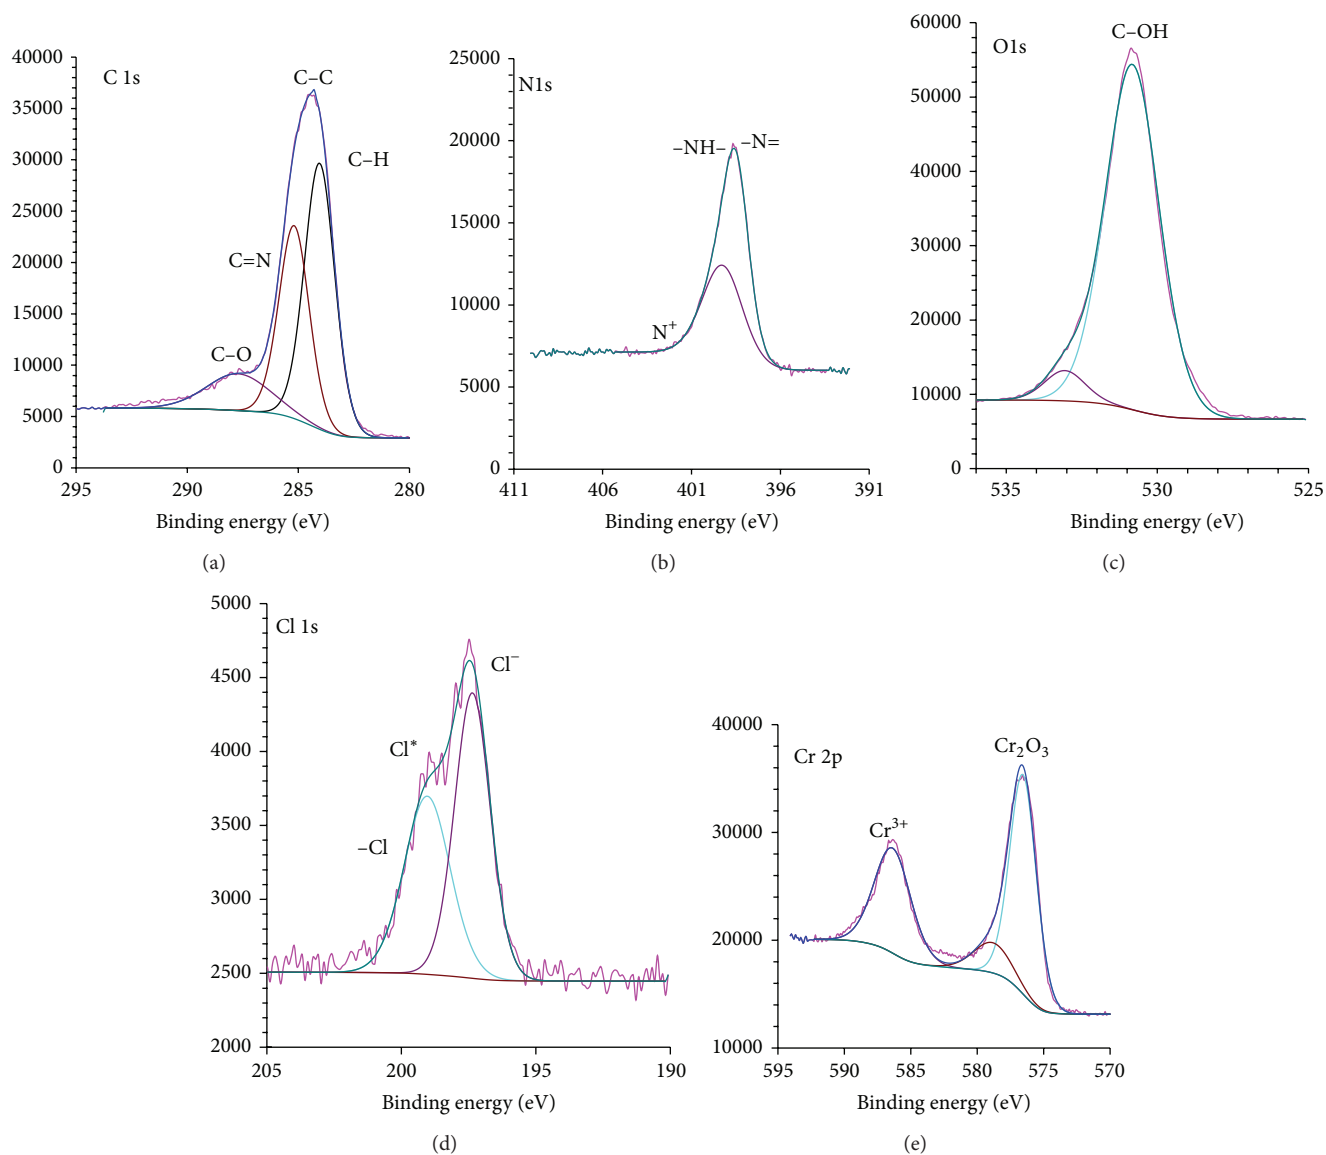 C 1s
C–C
C–H
C=N
C–O
40000
35000
30000
25000
20000
15000
10000
5000
0
295
290
285
284
280
Binding energy (eV)
(a)
N1s
–NH–
–N=
N⁺
25000
20000
15000
10000
5000
0
411
406
401
396
391
Binding energy (eV)
(b)
O1s
C–OH
60000
50000
40000
30000
20000
10000
0
535
530
525
Binding energy (eV)
(c)
Cl 1s
Cl⁻
Cl*
–Cl
5000
4500
4000
3500
3000
2500
2000
205
200
195
190
Binding energy (eV)
(d)
Cr 2p
Cr₂O₃
Cr³⁺
40000
30000
20000
10000
595
590
585
580
575
570
Binding energy (eV)
(e)